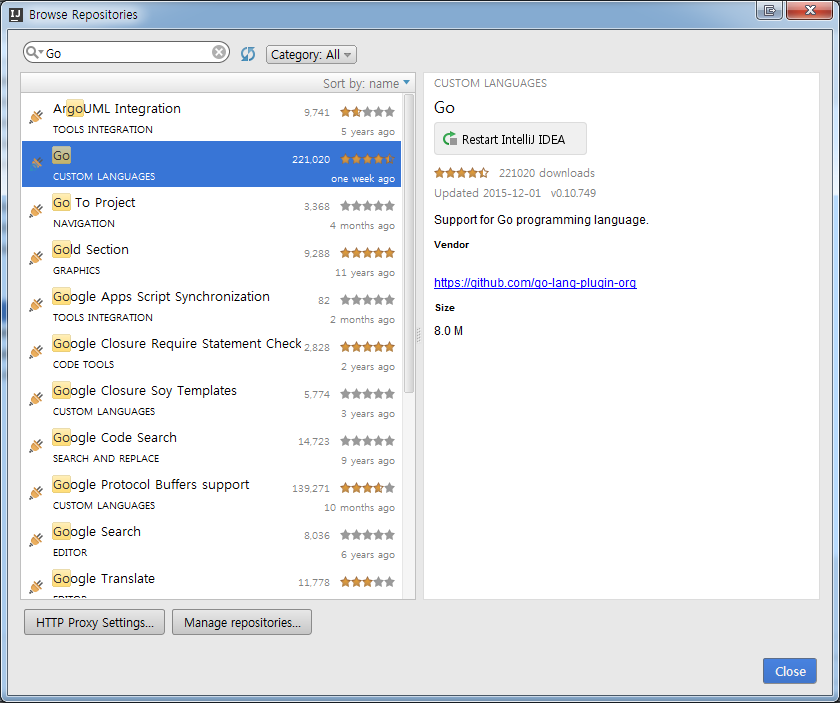 Browse Repositories
Go
Category: All
Sort by: name
ArgoUML Integration
9,741
TOOLS INTEGRATION
5 years ago
Go
221,020
CUSTOM LANGUAGES
one week ago
Go To Project
3,368
NAVIGATION
4 months ago
Gold Section
9,288
GRAPHICS
11 years ago
Google Apps Script Synchronization
82
TOOLS INTEGRATION
2 months ago
Google Closure Require Statement Check
2,828
CODE TOOLS
2 years ago
Google Closure Soy Templates
5,774
CUSTOM LANGUAGES
3 years ago
Google Code Search
14,723
SEARCH AND REPLACE
9 years ago
Google Protocol Buffers support
139,271
CUSTOM LANGUAGES
10 months ago
Google Search
8,036
EDITOR
6 years ago
Google Translate
11,778
EDITOR
CUSTOM LANGUAGES
Go
Restart IntelliJ IDEA
221020 downloads
Updated 2015-12-01 v0.10.749
Support for Go programming language.
Vendor
https://github.com/go-lang-plugin-org
Size
8.0 M
HTTP Proxy Settings...
Manage repositories...
Close